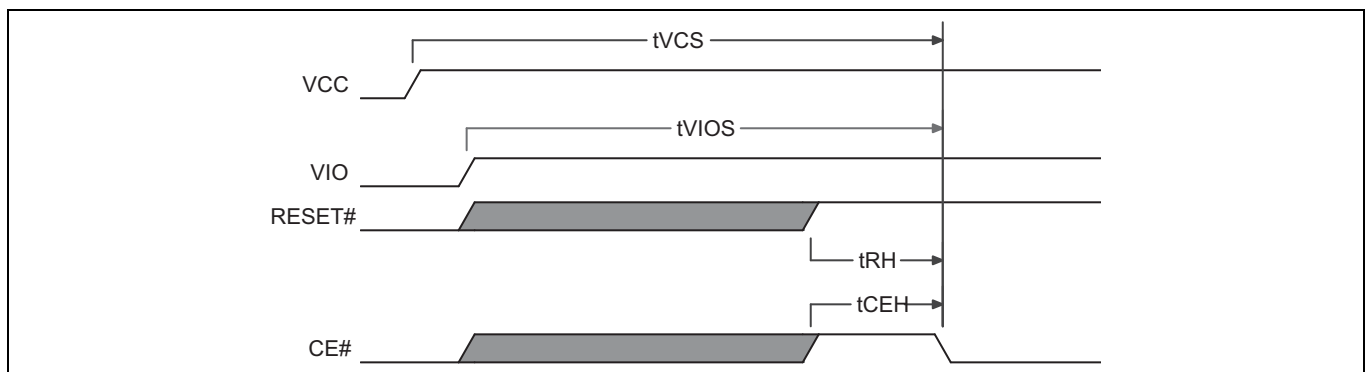 tVCS
VCC
tVIOS
VIO
RESET#
tRH
tCEH
CE#